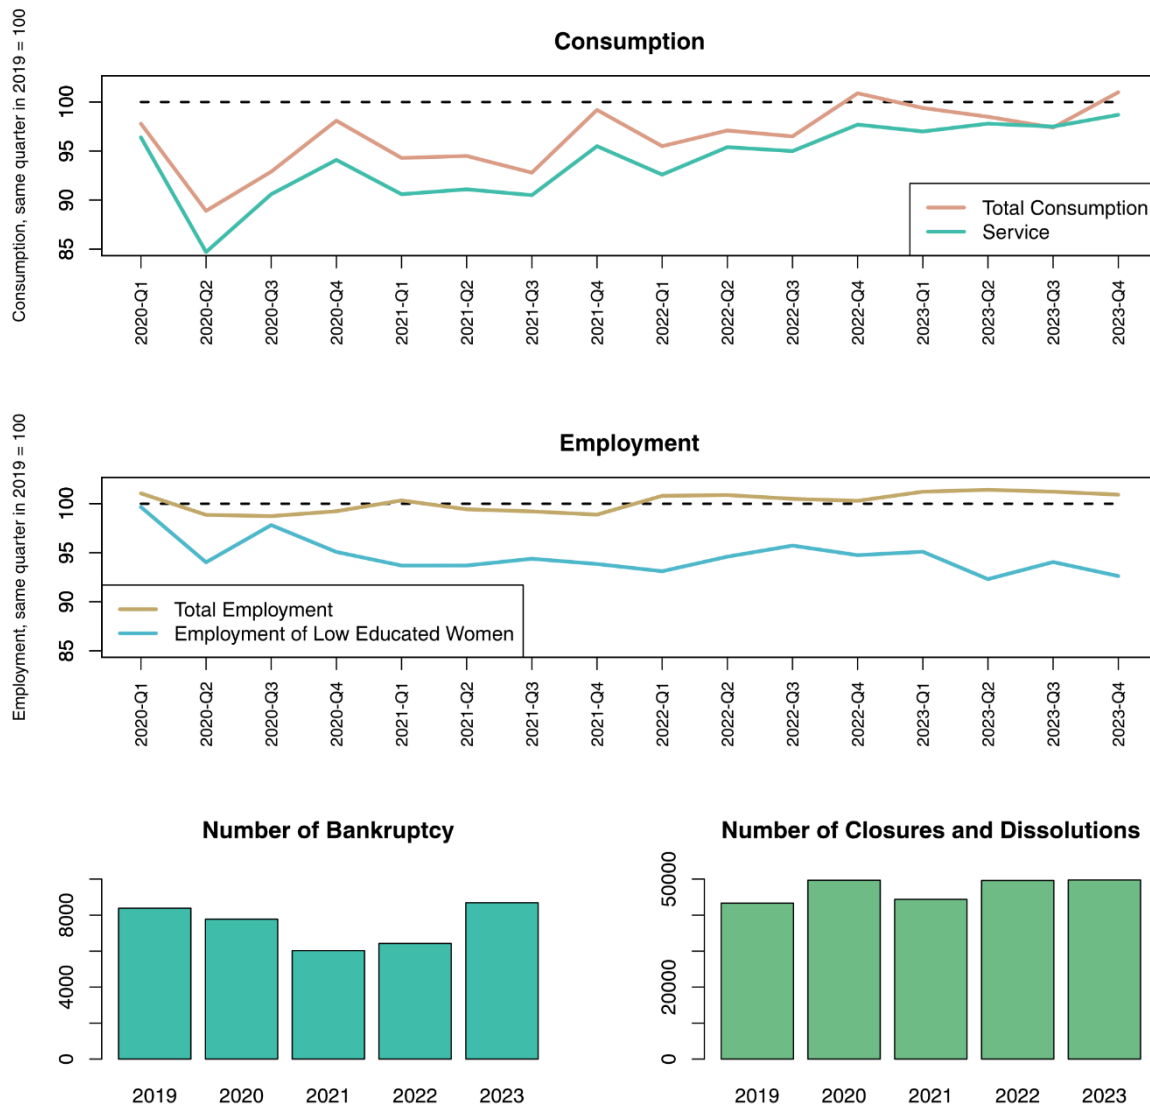 Consumption
Consumption, same quarter in 2019 = 100
100
95
90
85
Total Consumption
Service
2020-Q1
2020-Q2
2020-Q3
2020-Q4
2021-Q1
2021-Q2
2021-Q3
2021-Q4
2022-Q1
2022-Q2
2022-Q3
2022-Q4
2023-Q1
2023-Q2
2023-Q3
2023-Q4
Employment
Employment, same quarter in 2019 = 100
100
95
90
85
Total Employment
Employment of Low Educated Women
2020-Q1
2020-Q2
2020-Q3
2020-Q4
2021-Q1
2021-Q2
2021-Q3
2021-Q4
2022-Q1
2022-Q2
2022-Q3
2022-Q4
2023-Q1
2023-Q2
2023-Q3
2023-Q4
Number of Bankruptcy
8000
4000
0
2019 2020 2021 2022 2023
Number of Closures and Dissolutions
50000
20000
0
2019 2020 2021 2022 2023